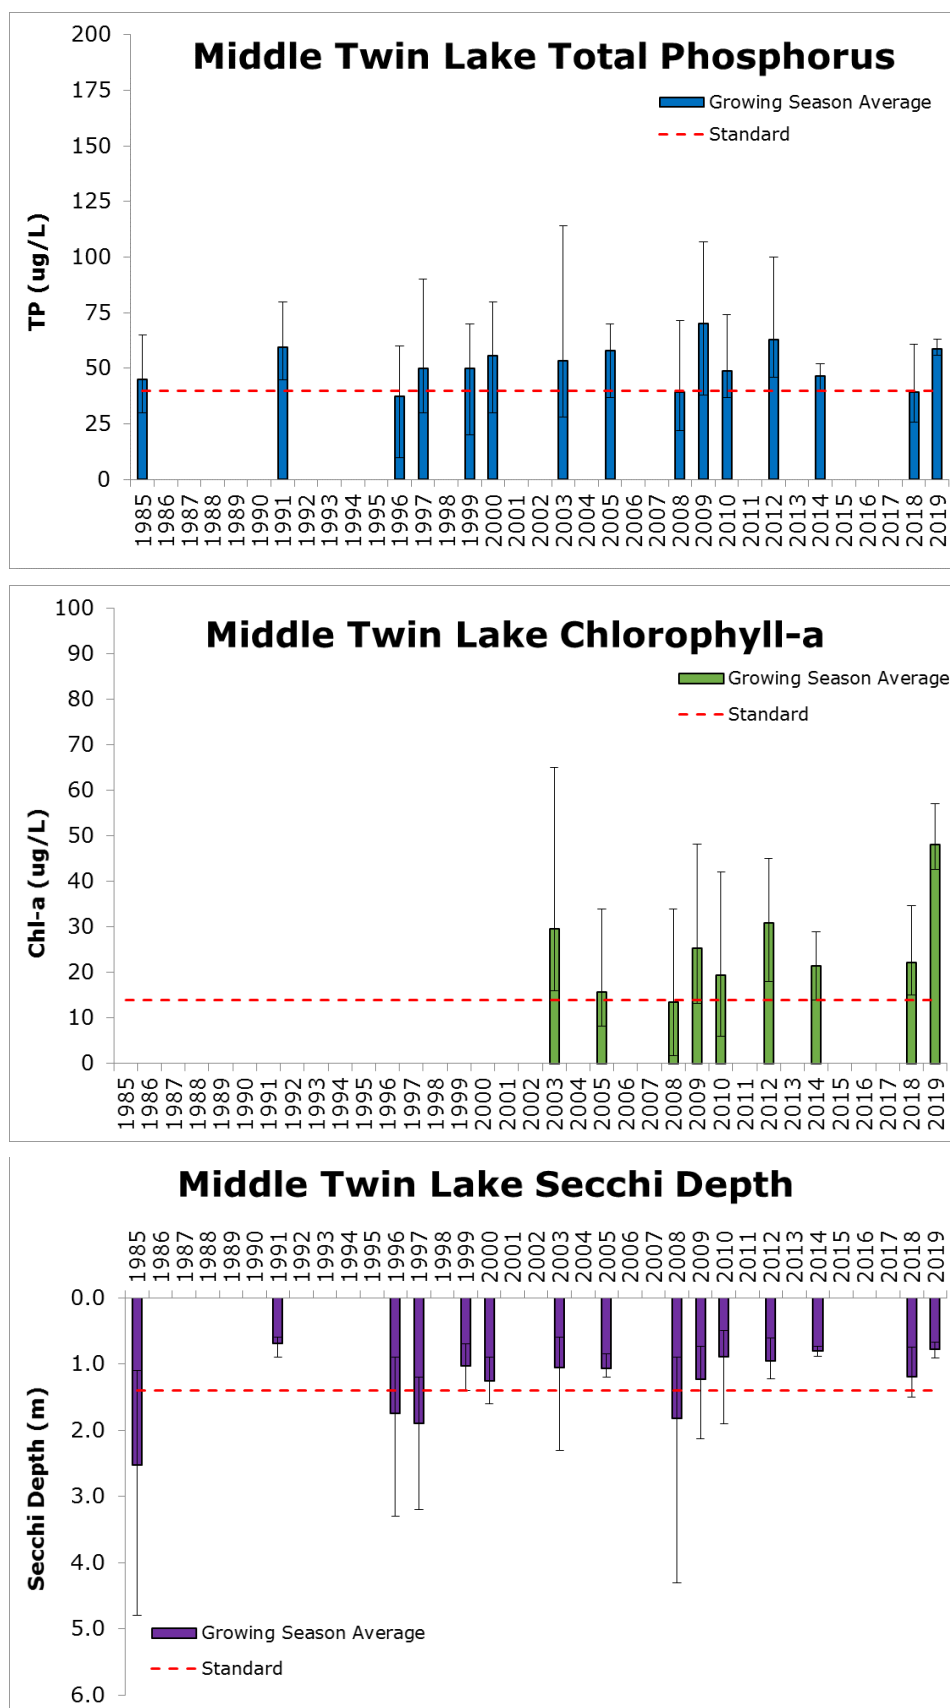 Middle Twin Lake Total Phosphorus
Growing Season Average
Standard
TP (ug/L)
200
175
150
125
100
75
50
25
0
1985 1986 1987 1988 1989 1990 1991 1992 1993 1994 1995 1996 1997 1998 1999 2000 2001 2002 2003 2004 2005 2006 2007 2008 2009 2010 2011 2012 2013 2014 2015 2016 2017 2018 2019
Middle Twin Lake Chlorophyll-a
Growing Season Average
Standard
Chl-a (ug/L)
100
90
80
70
60
50
40
30
20
10
0
1985 1986 1987 1988 1989 1990 1991 1992 1993 1994 1995 1996 1997 1998 1999 2000 2001 2002 2003 2004 2005 2006 2007 2008 2009 2010 2011 2012 2013 2014 2015 2016 2017 2018 2019
Middle Twin Lake Secchi Depth
1985 1986 1987 1988 1989 1990 1991 1992 1993 1994 1995 1996 1997 1998 1999 2000 2001 2002 2003 2004 2005 2006 2007 2008 2009 2010 2011 2012 2013 2014 2015 2016 2017 2018 2019
Secchi Depth (m)
0.0
1.0
2.0
3.0
4.0
5.0
6.0
Growing Season Average
Standard